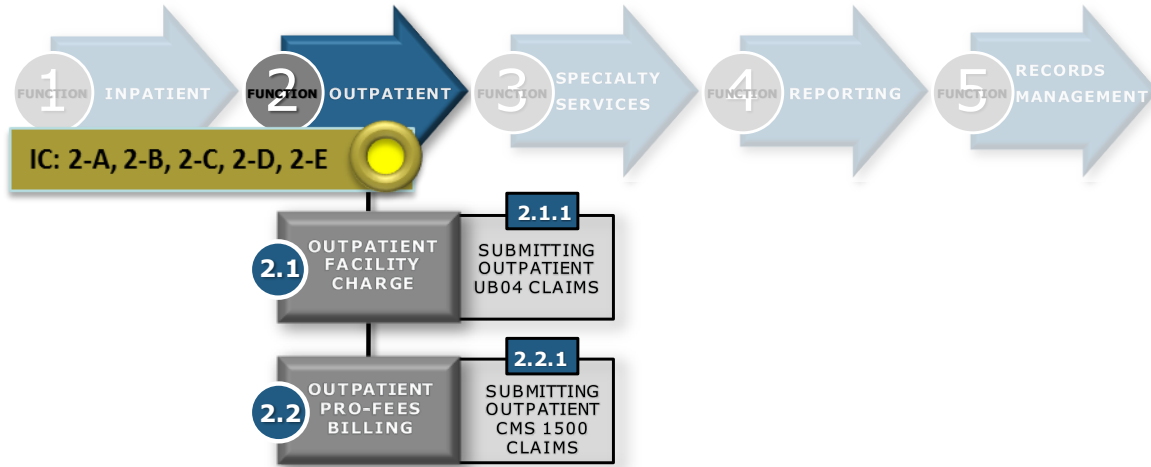 1
FUNCTION
INPATIENT
2
FUNCTION
OUTPATIENT
3
FUNCTION
SPECIALTY
SERVICES
4
FUNCTION
REPORTING
5
FUNCTION
RECORDS
MANAGEMENT
IC: 2-A, 2-B, 2-C, 2-D, 2-E
2.1
OUTPATIENT
FACILITY
CHARGE
2.1.1
SUBMITTING
OUTPATIENT
UB04 CLAIMS
2.2
OUTPATIENT
PRO-FEES
BILLING
2.2.1
SUBMITTING
OUTPATIENT
CMS 1500
CLAIMS